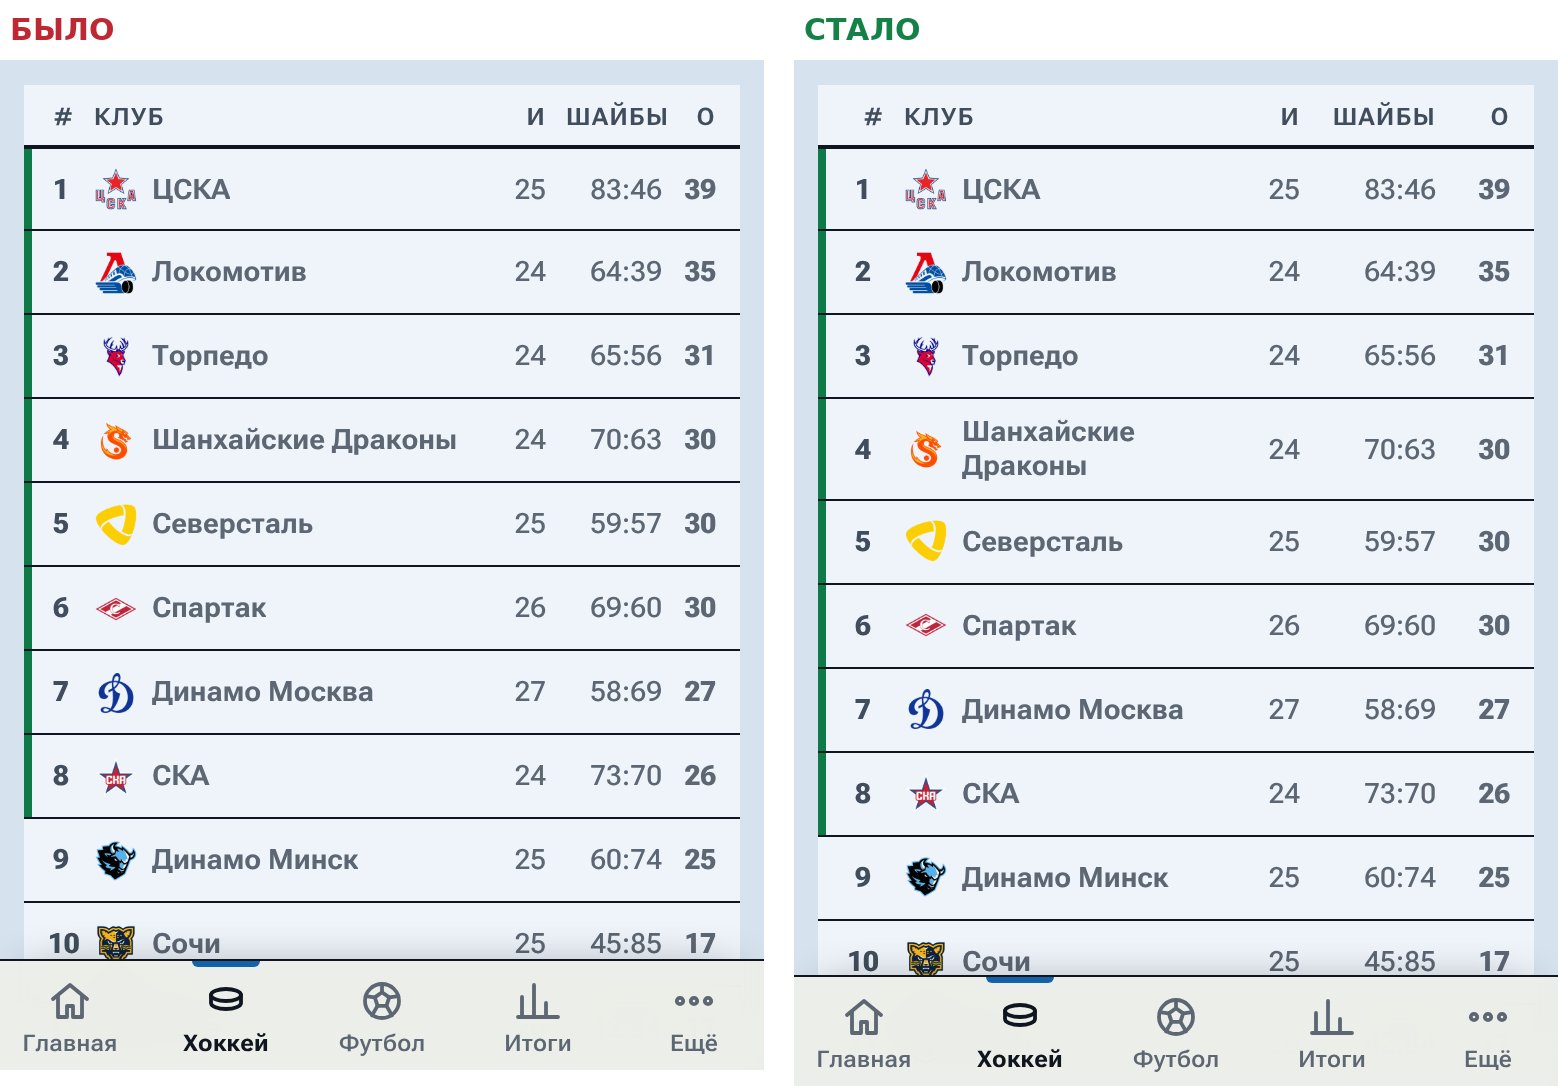 БЫЛО
# КЛУБ И ШАЙБЫ О
1 ЦСКА ЦСКА 25 83:46 39
2 Локомотив 24 64:39 35
3 Торпедо 24 65:56 31
4 Шанхайские Драконы 24 70:63 30
5 Северсталь 25 59:57 30
6 Спартак 26 69:60 30
7 Динамо Москва 27 58:69 27
8 СКА СКА 24 73:70 26
9 Динамо Минск 25 60:74 25
10 Сочи 25 45:85 17
Главная Хоккей Футбол Итоги Ещё
СТАЛО
# КЛУБ И ШАЙБЫ О
1 ЦСКА ЦСКА 25 83:46 39
2 Локомотив 24 64:39 35
3 Торпедо 24 65:56 31
4 Шанхайские
Драконы 24 70:63 30
5 Северсталь 25 59:57 30
6 Спартак 26 69:60 30
7 Динамо Москва 27 58:69 27
8 СКА СКА 24 73:70 26
9 Динамо Минск 25 60:74 25
10 Сочи 25 45:85 17
Главная Хоккей Футбол Итоги Ещё